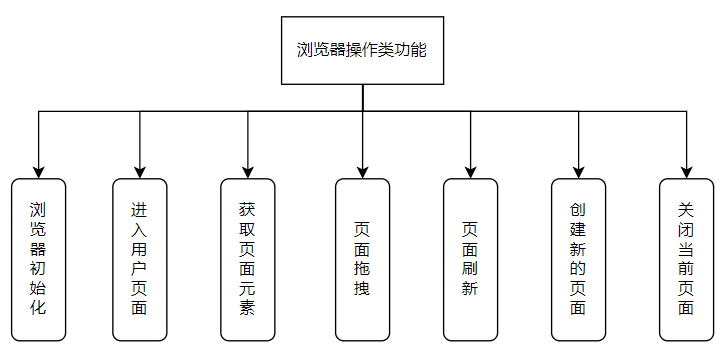 浏览器操作类功能
浏览器初始化
进入用户页面
获取页面元素
页面拖拽
页面刷新
创建新的页面
关闭当前页面